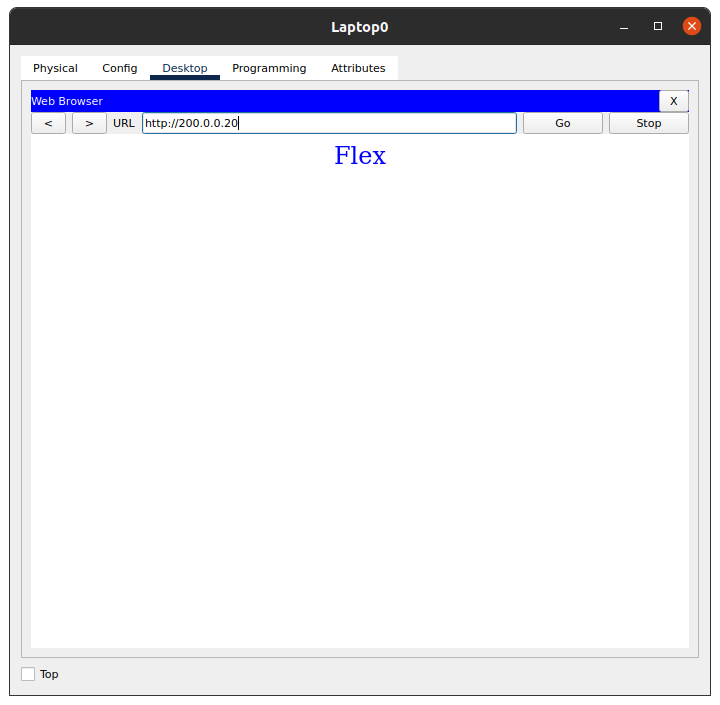 Laptop0
Physical Config Desktop Programming Attributes
Web Browser X
< > URL http://200.0.0.20 Go Stop
Flex
Top